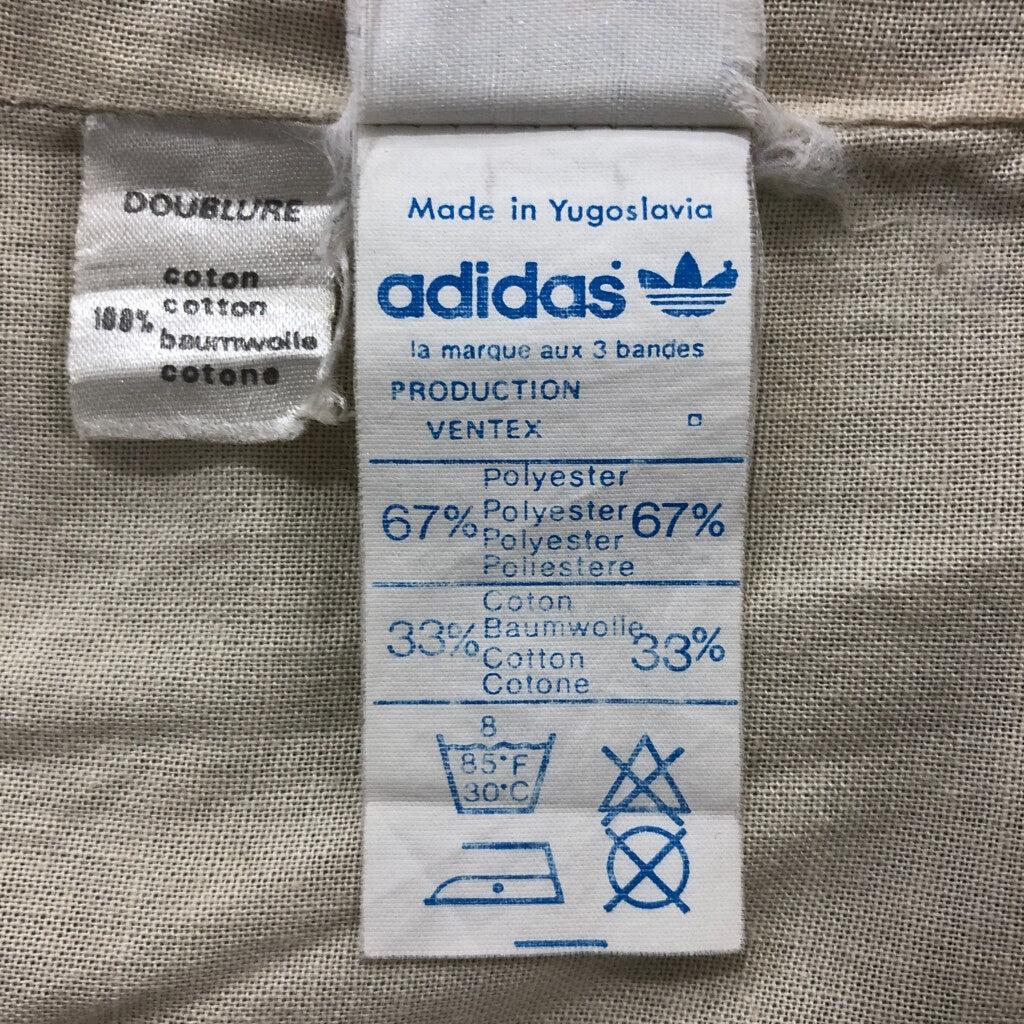 DOUBLURE
coton
100% cotton
baumwolle
cotone
Made in Yugoslavia
adidas
la marque aux 3 bandes
PRODUCTION
VENTEX
Polyester
67% Polyester 67%
Polyester
Poliestere
Coton
33% Baumwolle 33%
Cotton
Cotone
8
85°F
30°C